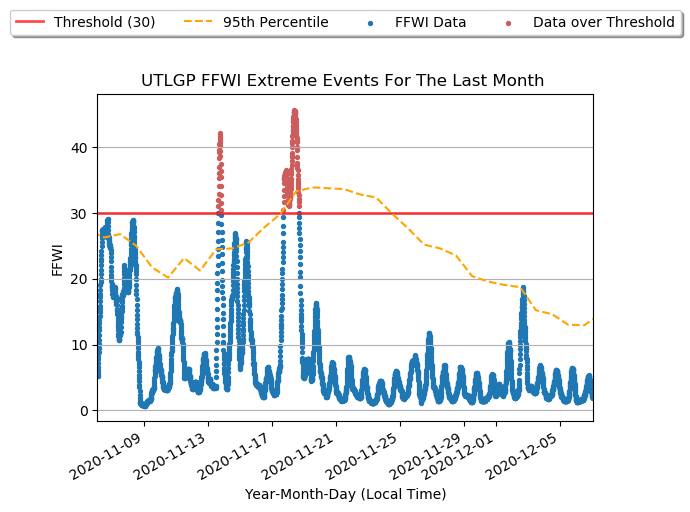 Threshold (30) 95th Percentile FFWI Data Data over Threshold
UTLGP FFWI Extreme Events For The Last Month
40
30
20
10
0
FFWI
2020-11-09 2020-11-13 2020-11-17 2020-11-21 2020-11-25 2020-11-29 2020-12-01 2020-12-05
Year-Month-Day (Local Time)